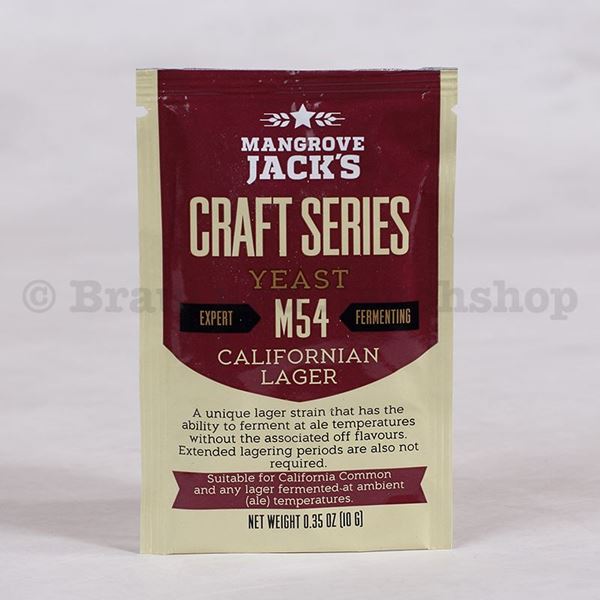 MANGROVE
JACK'S
CRAFT SERIES
YEAST
EXPERT M54 FERMENTING
CALIFORNIAN
LAGER
A unique lager strain that has the
ability to ferment at ale temperatures
without the associated off flavours.
Extended lagering periods are also not
required.
Suitable for California Common
and any lager fermented at ambient
(ale) temperatures.
NET WEIGHT 0.35 OZ (10 G)